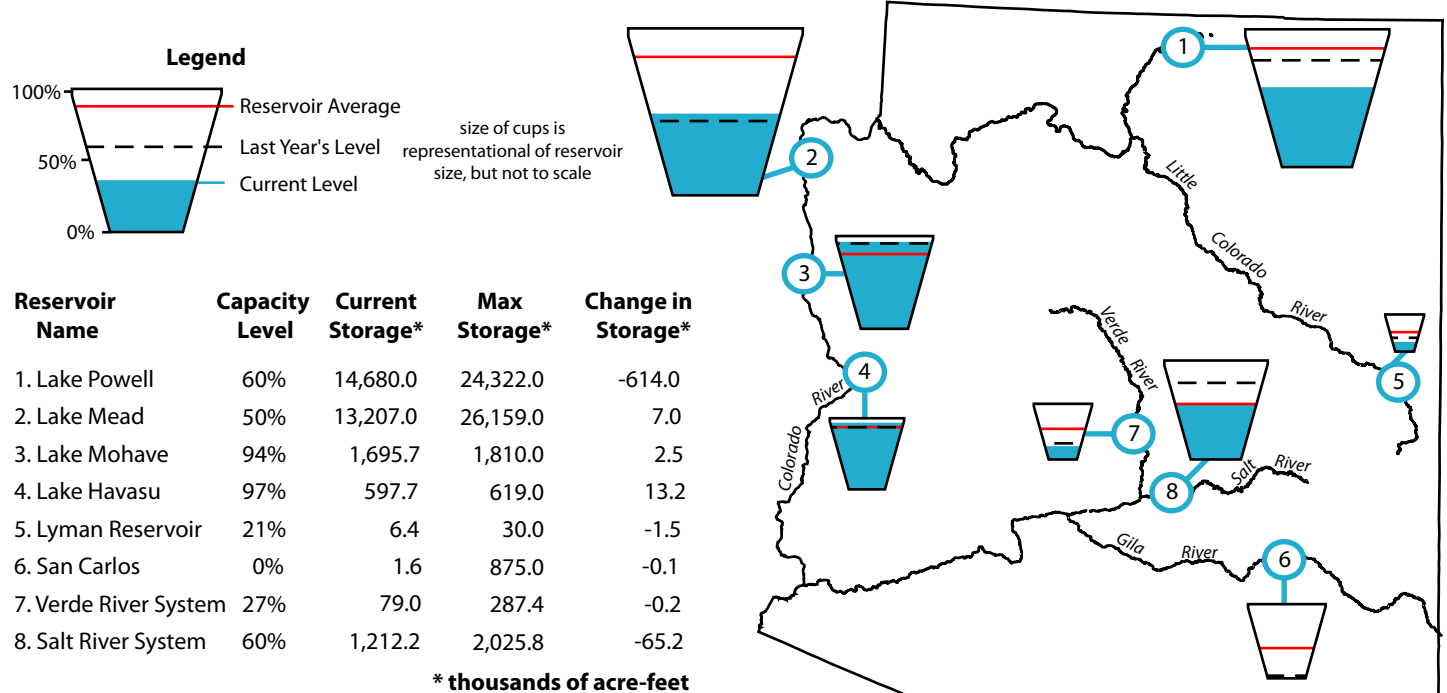 Legend
100%
50%
0%
Reservoir Average
Last Year's Level
Current Level
size of cups is
representational of reservoir
size, but not to scale
Reservoir Name Capacity Level Current Storage* Max Storage* Change in Storage*
1. Lake Powell 60% 14,680.0 24,322.0 -614.0
2. Lake Mead 50% 13,207.0 26,159.0 7.0
3. Lake Mohave 94% 1,695.7 1,810.0 2.5
4. Lake Havasu 97% 597.7 619.0 13.2
5. Lyman Reservoir 21% 6.4 30.0 -1.5
6. San Carlos 0% 1.6 875.0 -0.1
7. Verde River System 27% 79.0 287.4 -0.2
8. Salt River System 60% 1,212.2 2,025.8 -65.2
* thousands of acre-feet
1
2
3
4
5
6
7
8
Little Colorado River
Verde River
Colorado River
Salt River
Gila River